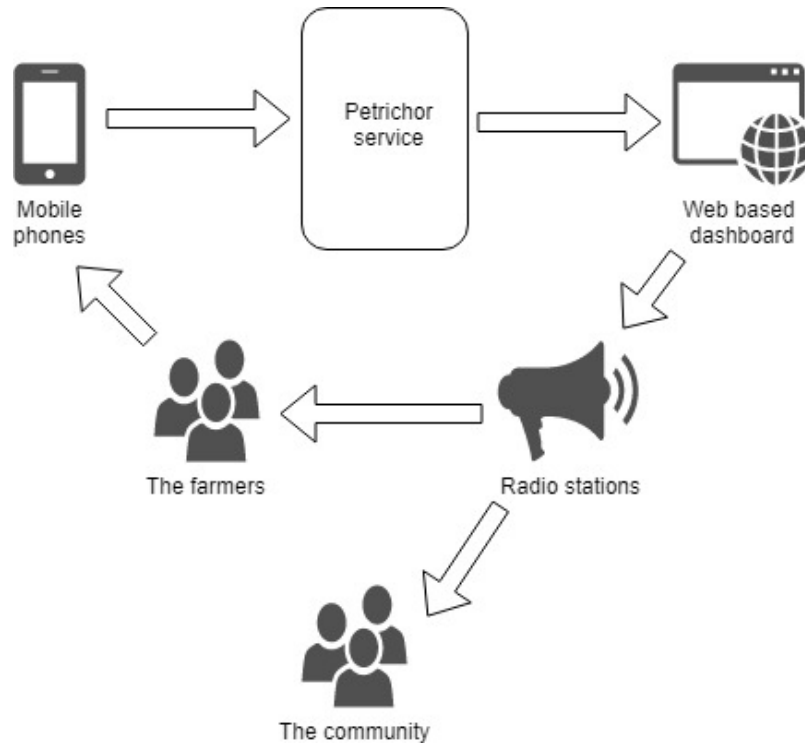 Petrichor
service
Mobile
phones
Web based
dashboard
The farmers
Radio stations
The community